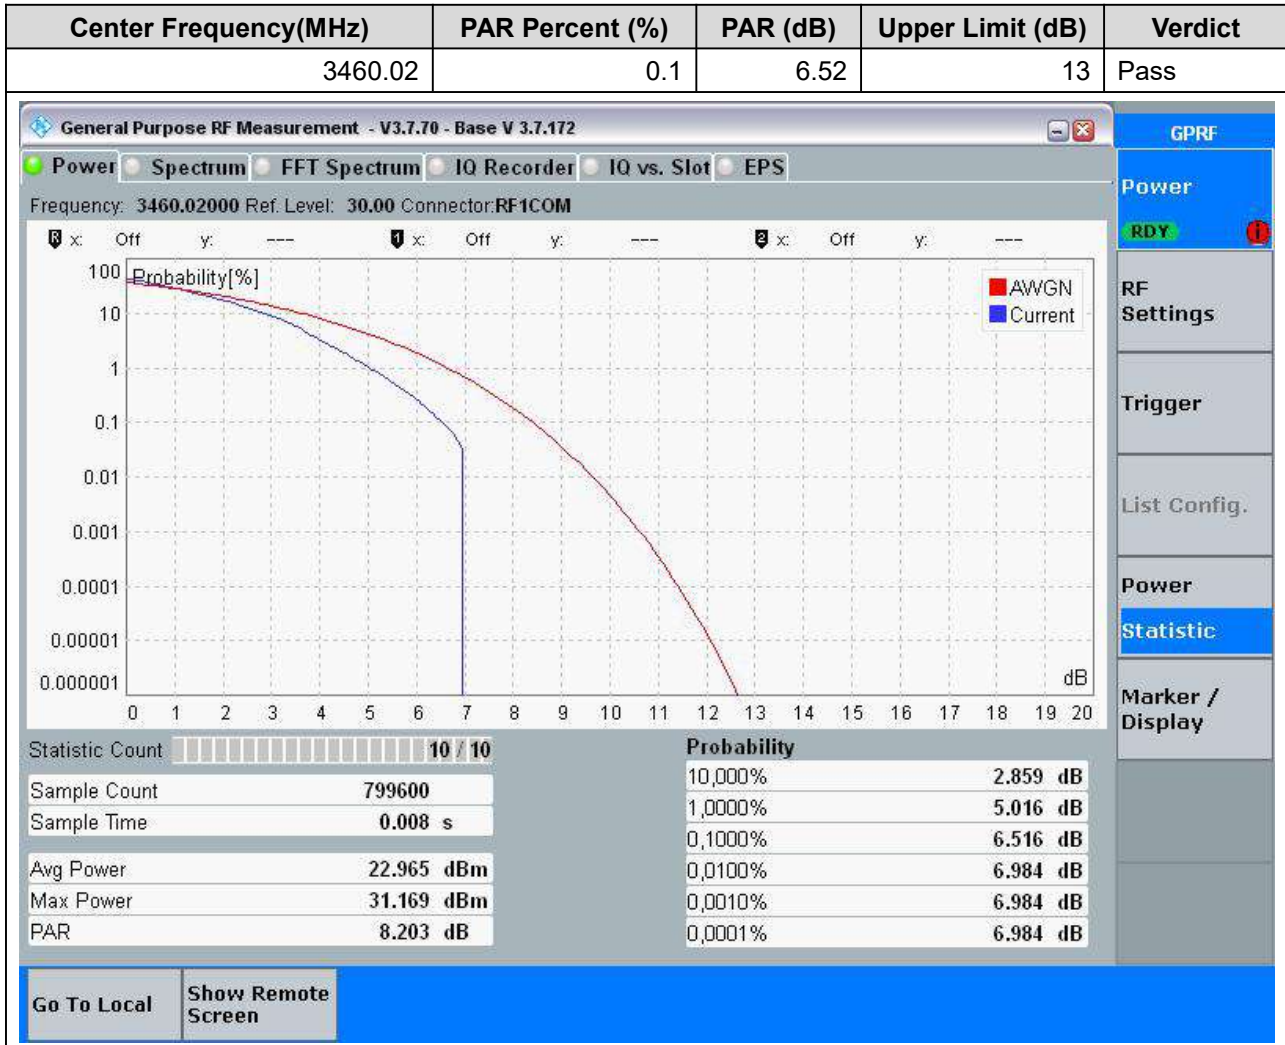 Center Frequency(MHz) PAR Percent (%) PAR (dB) Upper Limit (dB) Verdict
3460.02 0.1 6.52 13 Pass
General Purpose RF Measurement - V3.7.70 - Base V 3.7.172
GPRF
Power Spectrum FFT Spectrum IQ Recorder IQ vs. Slot EPS
Power
RDY
Frequency: 3460.02000 Ref. Level: 30.00 Connector:RF1COM
R x: Off y: --- 1 x: Off y: --- 2 x: Off y: ---
Probability[%]
AWGN
Current
100
10
1
0.1
0.01
0.001
0.0001
0.00001
0.000001
dB
0 1 2 3 4 5 6 7 8 9 10 11 12 13 14 15 16 17 18 19 20
RF
Settings
Trigger
List Config.
Power
Statistic
Marker /
Display
Statistic Count 10 / 10
Sample Count 799600
Sample Time 0.008 s
Avg Power 22.965 dBm
Max Power 31.169 dBm
PAR 8.203 dB
Probability
10,000% 2.859 dB
1,0000% 5.016 dB
0,1000% 6.516 dB
0,0100% 6.984 dB
0,0010% 6.984 dB
0,0001% 6.984 dB
Go To Local
Show Remote
Screen